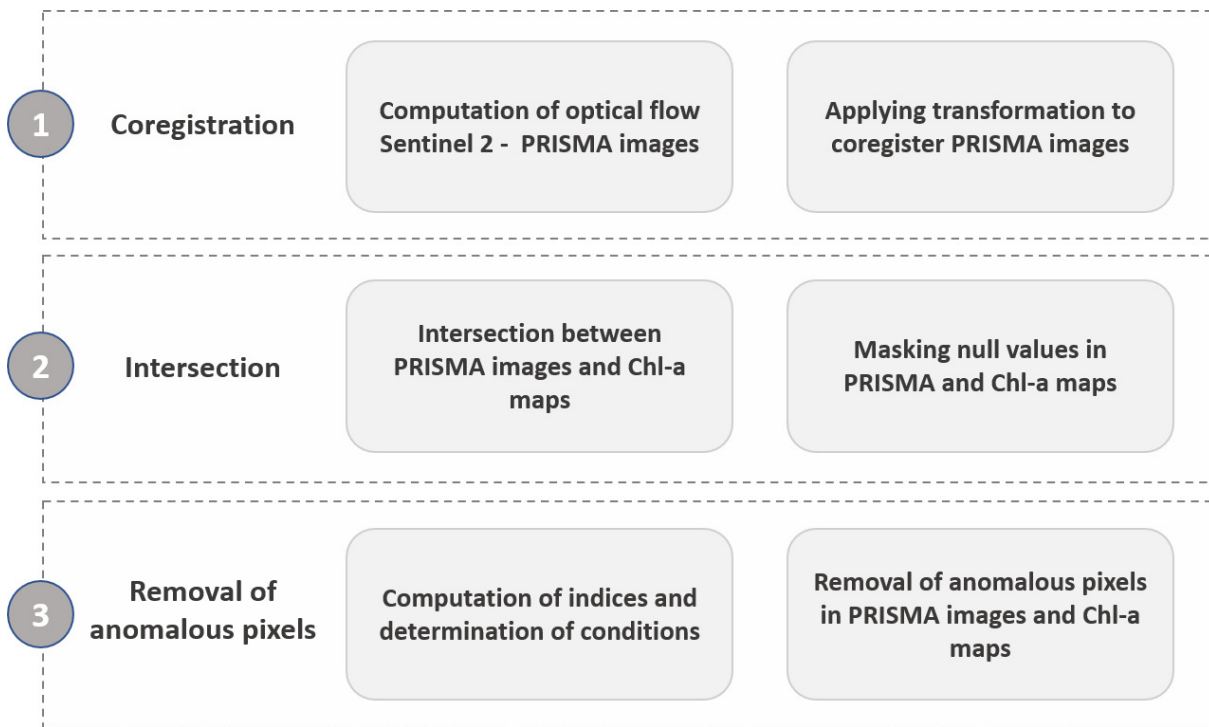 1
Coregistration
Computation of optical flow
Sentinel 2 -  PRISMA images
Applying transformation to
coregister PRISMA images
2
Intersection
Intersection between
PRISMA images and Chl-a
maps
Masking null values in
PRISMA and Chl-a maps
3
Removal of
anomalous pixels
Computation of indices and
determination of conditions
Removal of anomalous pixels
in PRISMA images and Chl-a
maps